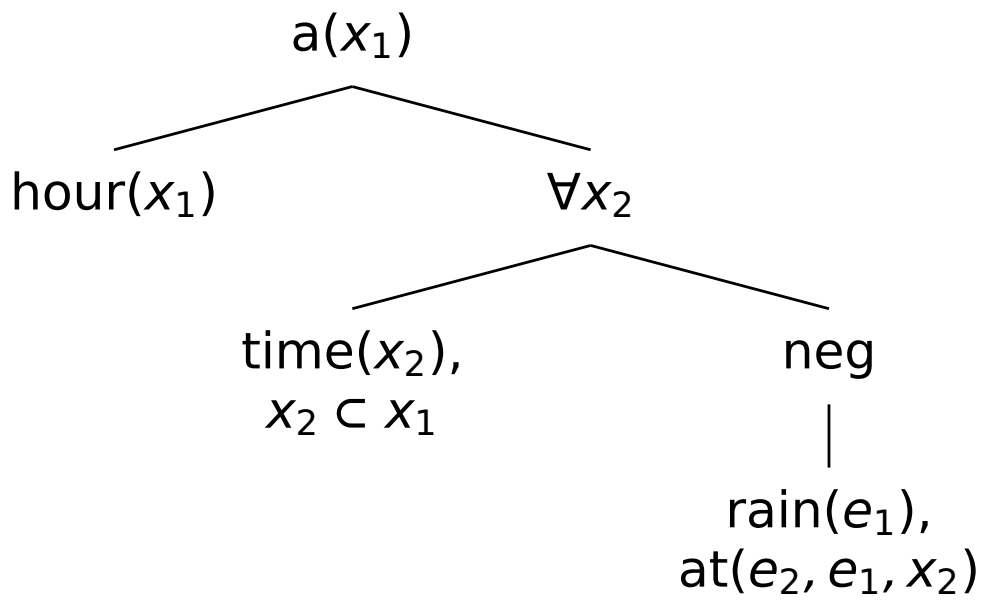 a(x₁)
hour(x₁)
∀x₂
time(x₂),
x₂ ⊂ x₁
neg
rain(e₁),
at(e₂, e₁, x₂)